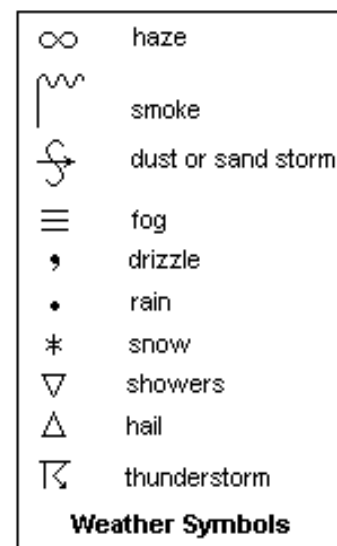 haze
smoke
dust or sand storm
fog
drizzle
rain
snow
showers
hail
thunderstorm
Weather Symbols